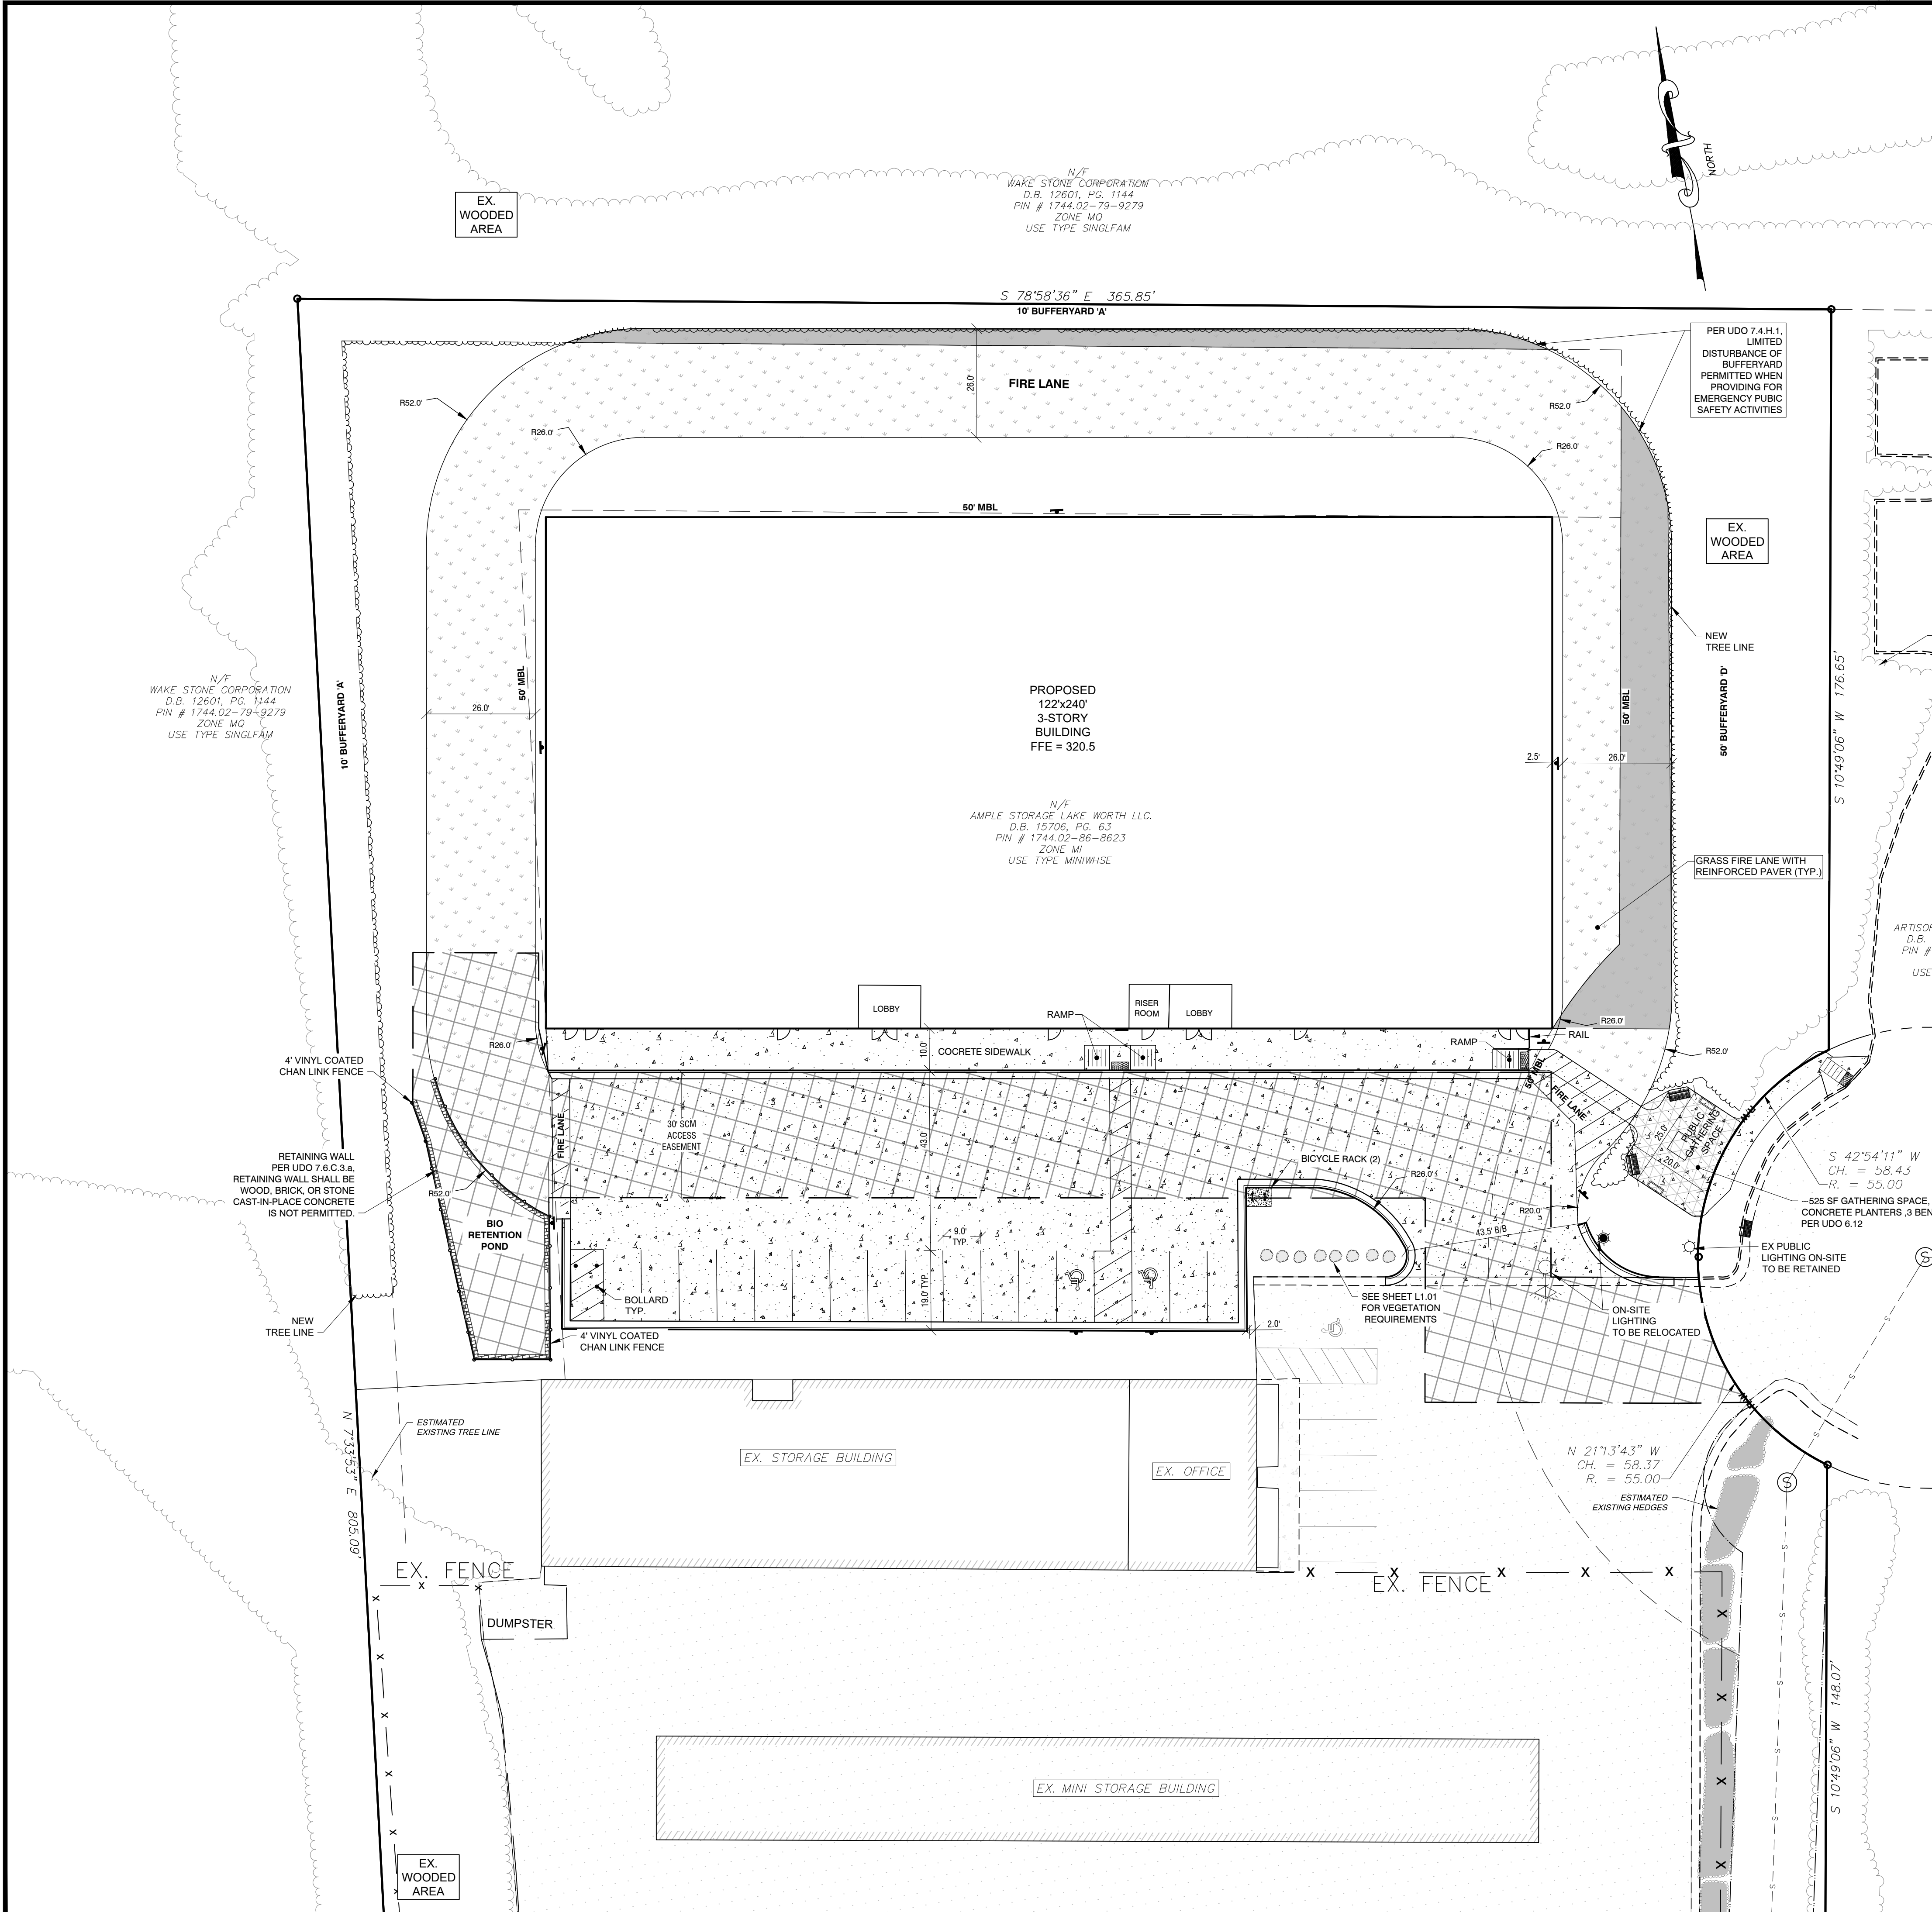 NORTH
N/F
WAKE STONE CORPORATION
D.B. 12601, PG. 1144
PIN # 1744.02-79-9279
ZONE MQ
USE TYPE SINGLFAM
EX.
WOODED
AREA
S 78°58'36" E 365.85'
10' BUFFERYARD 'A'
PER UDO 7.4.H.1,
LIMITED
DISTURBANCE OF
BUFFERYARD
PERMITTED WHEN
PROVIDING FOR
EMERGENCY PUBIC
SAFETY ACTIVITIES
FIRE LANE
26.0'
R52.0'
R52.0'
R26.0'
R26.0'
50' MBL
EX.
WOODED
AREA
NEW
TREE LINE
N/F
WAKE STONE CORPORATION
D.B. 12601, PG. 1144
PIN # 1744.02-79-9279
ZONE MQ
USE TYPE SINGLFAM
10' BUFFERYARD 'A'
50' MBL
26.0'
PROPOSED
122'x240'
3-STORY
BUILDING
FFE = 320.5
50' MBL
50' BUFFERYARD 'D'
S 10°49'06" W 176.65'
2.5'
26.0'
N/F
AMPLE STORAGE LAKE WORTH LLC.
D.B. 15706, PG. 63
PIN # 1744.02-86-8623
ZONE MI
USE TYPE MINIWHSE
GRASS FIRE LANE WITH
REINFORCED PAVER (TYP.)
ARTISOR
D.B.
PIN #
USE
LOBBY
RISER
ROOM
LOBBY
RAMP
R26.0'
RAIL
R26.0'
10.0'
COCRETE SIDEWALK
RAMP
R52.0'
4' VINYL COATED
CHAN LINK FENCE
50' MBL
FIRE LANE
FIRE LANE
30' SCM
ACCESS
EASEMENT
43.0'
PUBLIC
GATHERING
SPACE
25.0'
20.0'
RETAINING WALL
PER UDO 7.6.C.3.a,
RETAINING WALL SHALL BE
WOOD, BRICK, OR STONE
CAST-IN-PLACE CONCRETE
IS NOT PERMITTED.
BICYCLE RACK (2)
R26.0'
S 42°54'11" W
CH. = 58.43
R. = 55.00
R52.0'
~525 SF GATHERING SPACE,
CONCRETE PLANTERS ,3 BEN
PER UDO 6.12
BIO
RETENTION
POND
R20.0'
9.0'
TYP.
43.5' B/B
EX PUBLIC
LIGHTING ON-SITE
TO BE RETAINED
S
19.0' TYP.
BOLLARD
TYP.
SEE SHEET L1.01
FOR VEGETATION
REQUIREMENTS
ON-SITE
LIGHTING
TO BE RELOCATED
NEW
TREE LINE
4' VINYL COATED
CHAN LINK FENCE
2.0'
N 7°33'53" E 805.09'
ESTIMATED
EXISTING TREE LINE
EX. STORAGE BUILDING
EX. OFFICE
N 21°13'43" W
CH. = 58.37
R. = 55.00
ESTIMATED
EXISTING HEDGES
S
EX. FENCE
EX. FENCE
DUMPSTER
S 10°49'06" W 148.07'
EX. MINI STORAGE BUILDING
EX.
WOODED
AREA